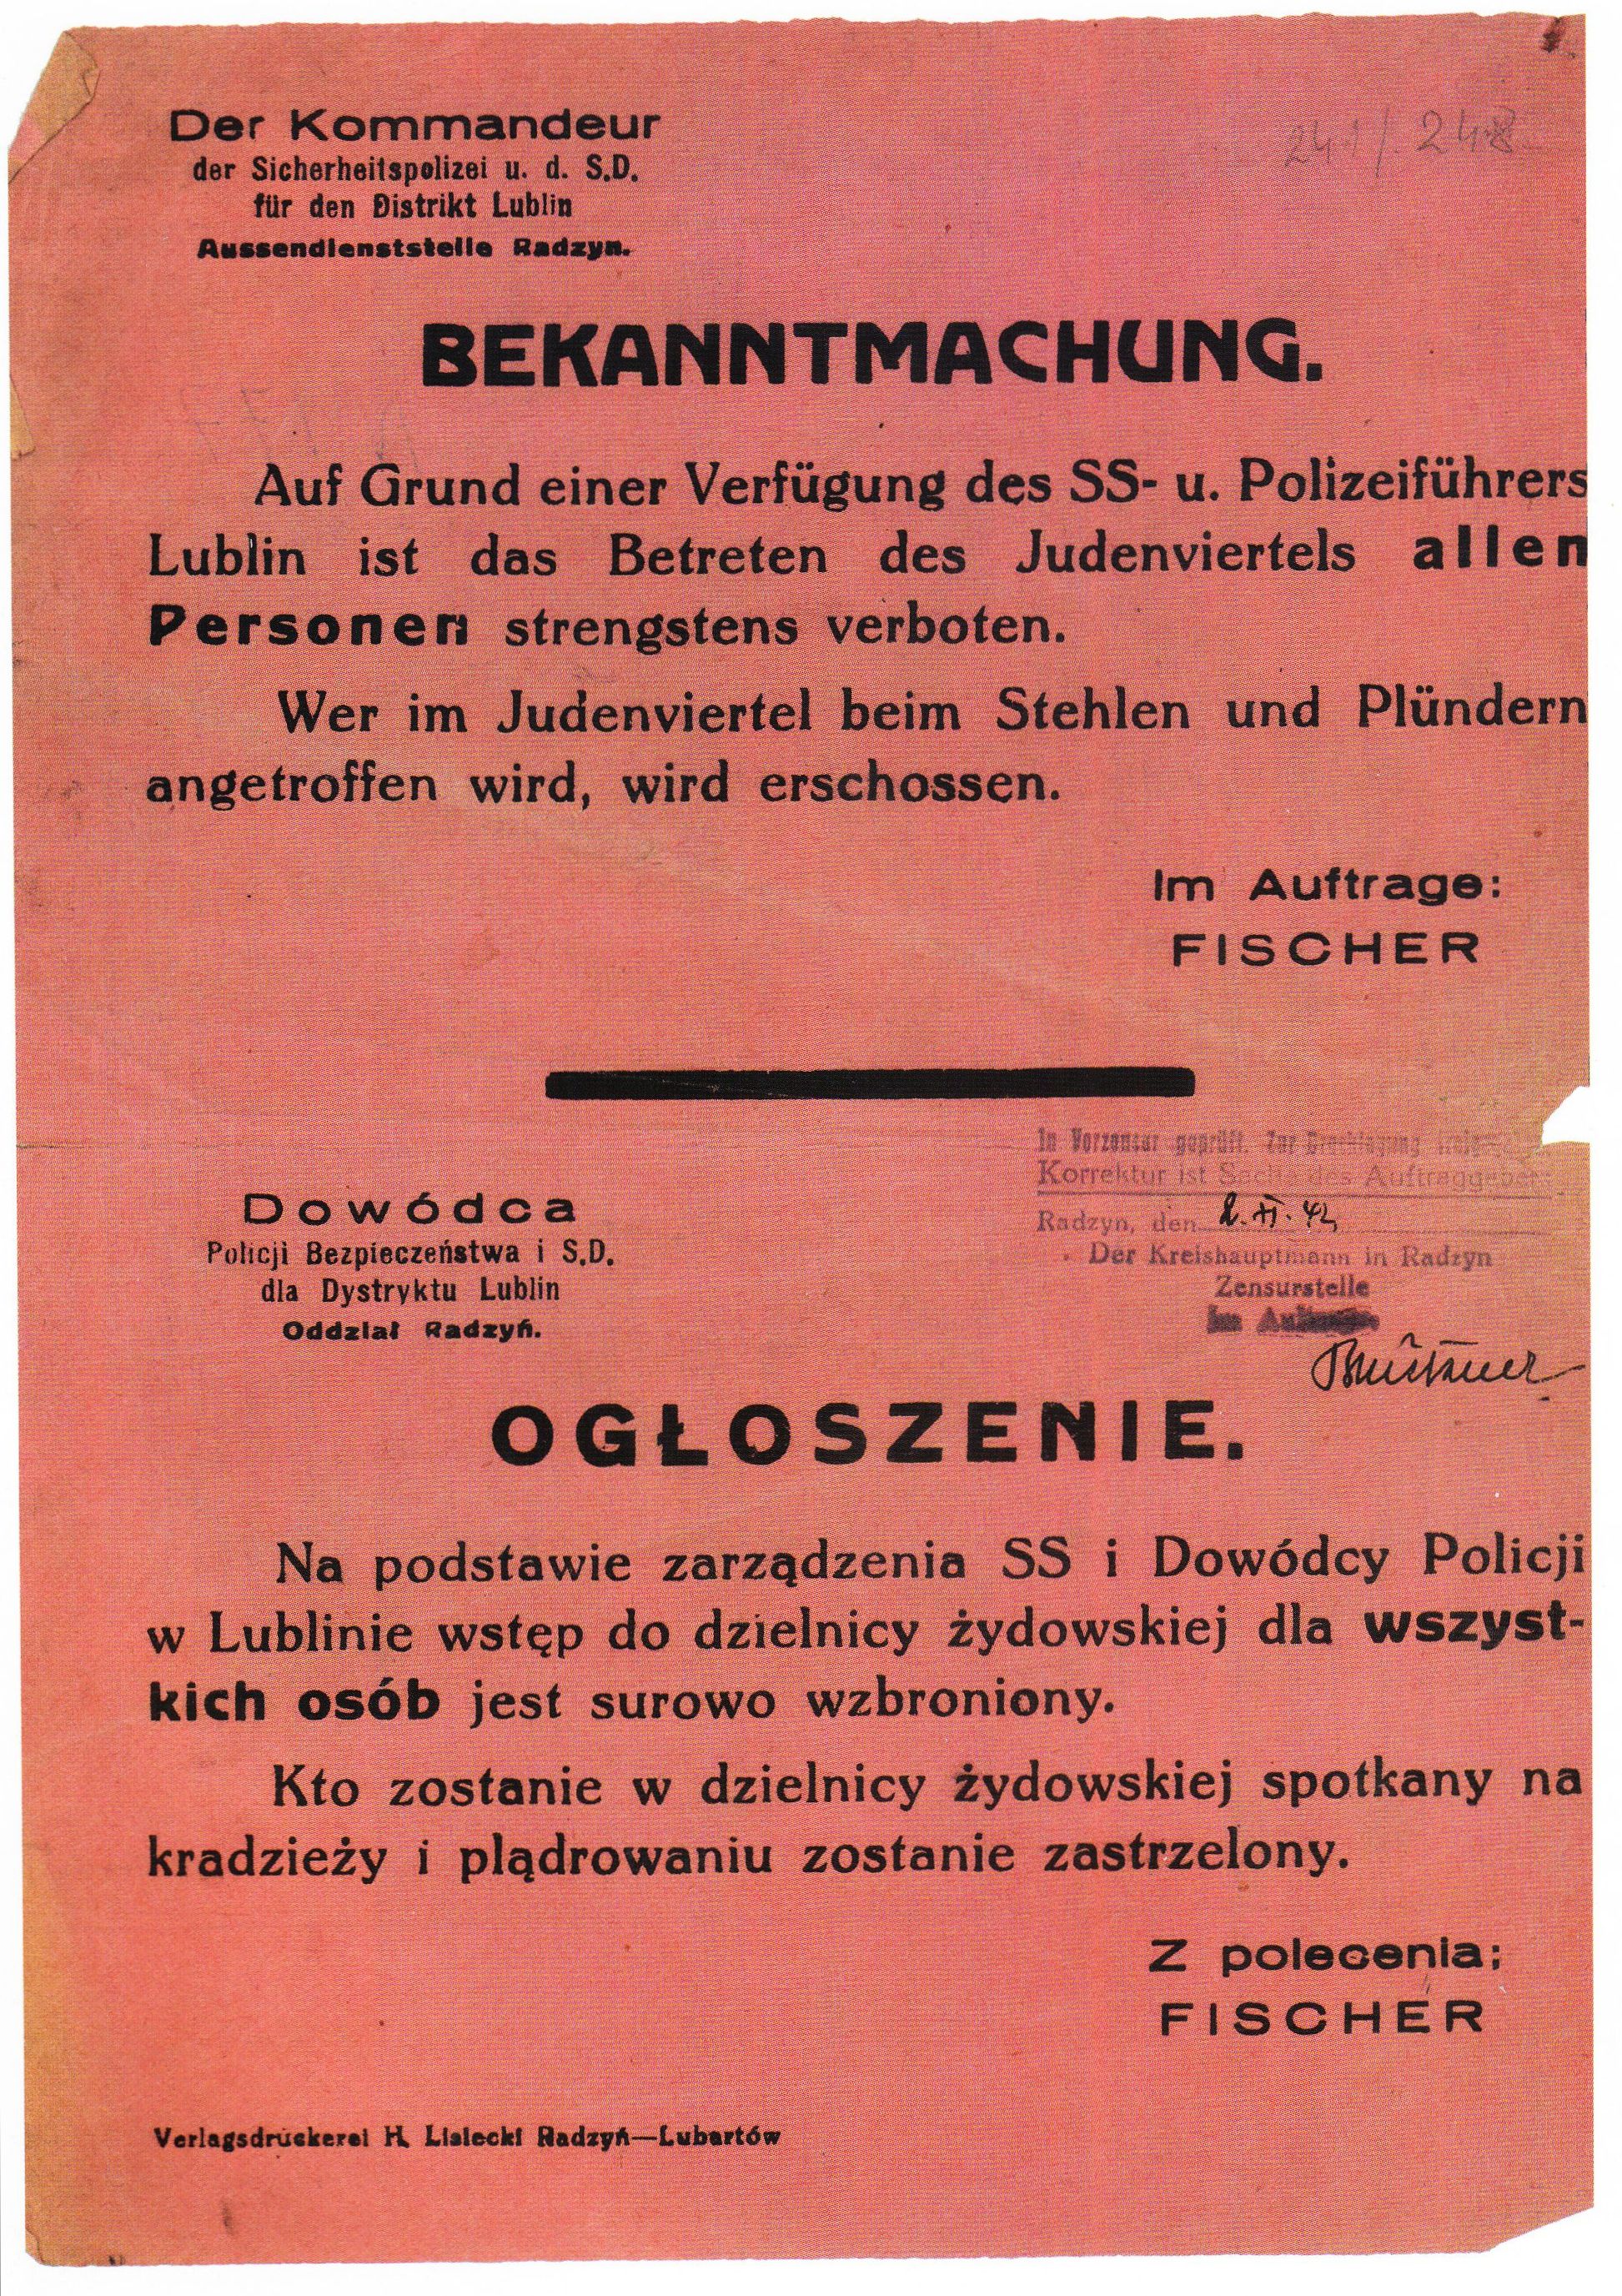 241/248
Der Kommandeur
der Sicherheitspolizei u. d. S.D.
für den Distrikt Lublin
Aussendienststelle Radzyn.
BEKANNTMACHUNG.
Auf Grund einer Verfügung des SS- u. Polizeiführers
Lublin ist das Betreten des Judenviertels allen
Personen strengstens verboten.
Wer im Judenviertel beim Stehlen und Plündern
angetroffen wird, wird erschossen.
Im Auftrage:
FISCHER
In Vorzensur geprüft. Zur
Korrektur ist Sache des Auftraggebers
Radzyn, den 2. XI. 42
Der Kreishauptmann in Radzyn
Zensurstelle
Im
Dowódca
Policji Bezpieczeństwa i S.D.
dla Dystryktu Lublin
Oddział Radzyń.
OGŁOSZENIE.
Na podstawie zarządzenia SS i Dowódcy Policji
w Lublinie wstęp do dzielnicy żydowskiej dla wszyst-
kich osób jest surowo wzbroniony.
Kto zostanie w dzielnicy żydowskiej spotkany na
kradzieży i plądrowaniu zostanie zastrzelony.
Z polecenia;
FISCHER
Verlagsdruckerei H. Lisiecki Radzyń—Lubartów